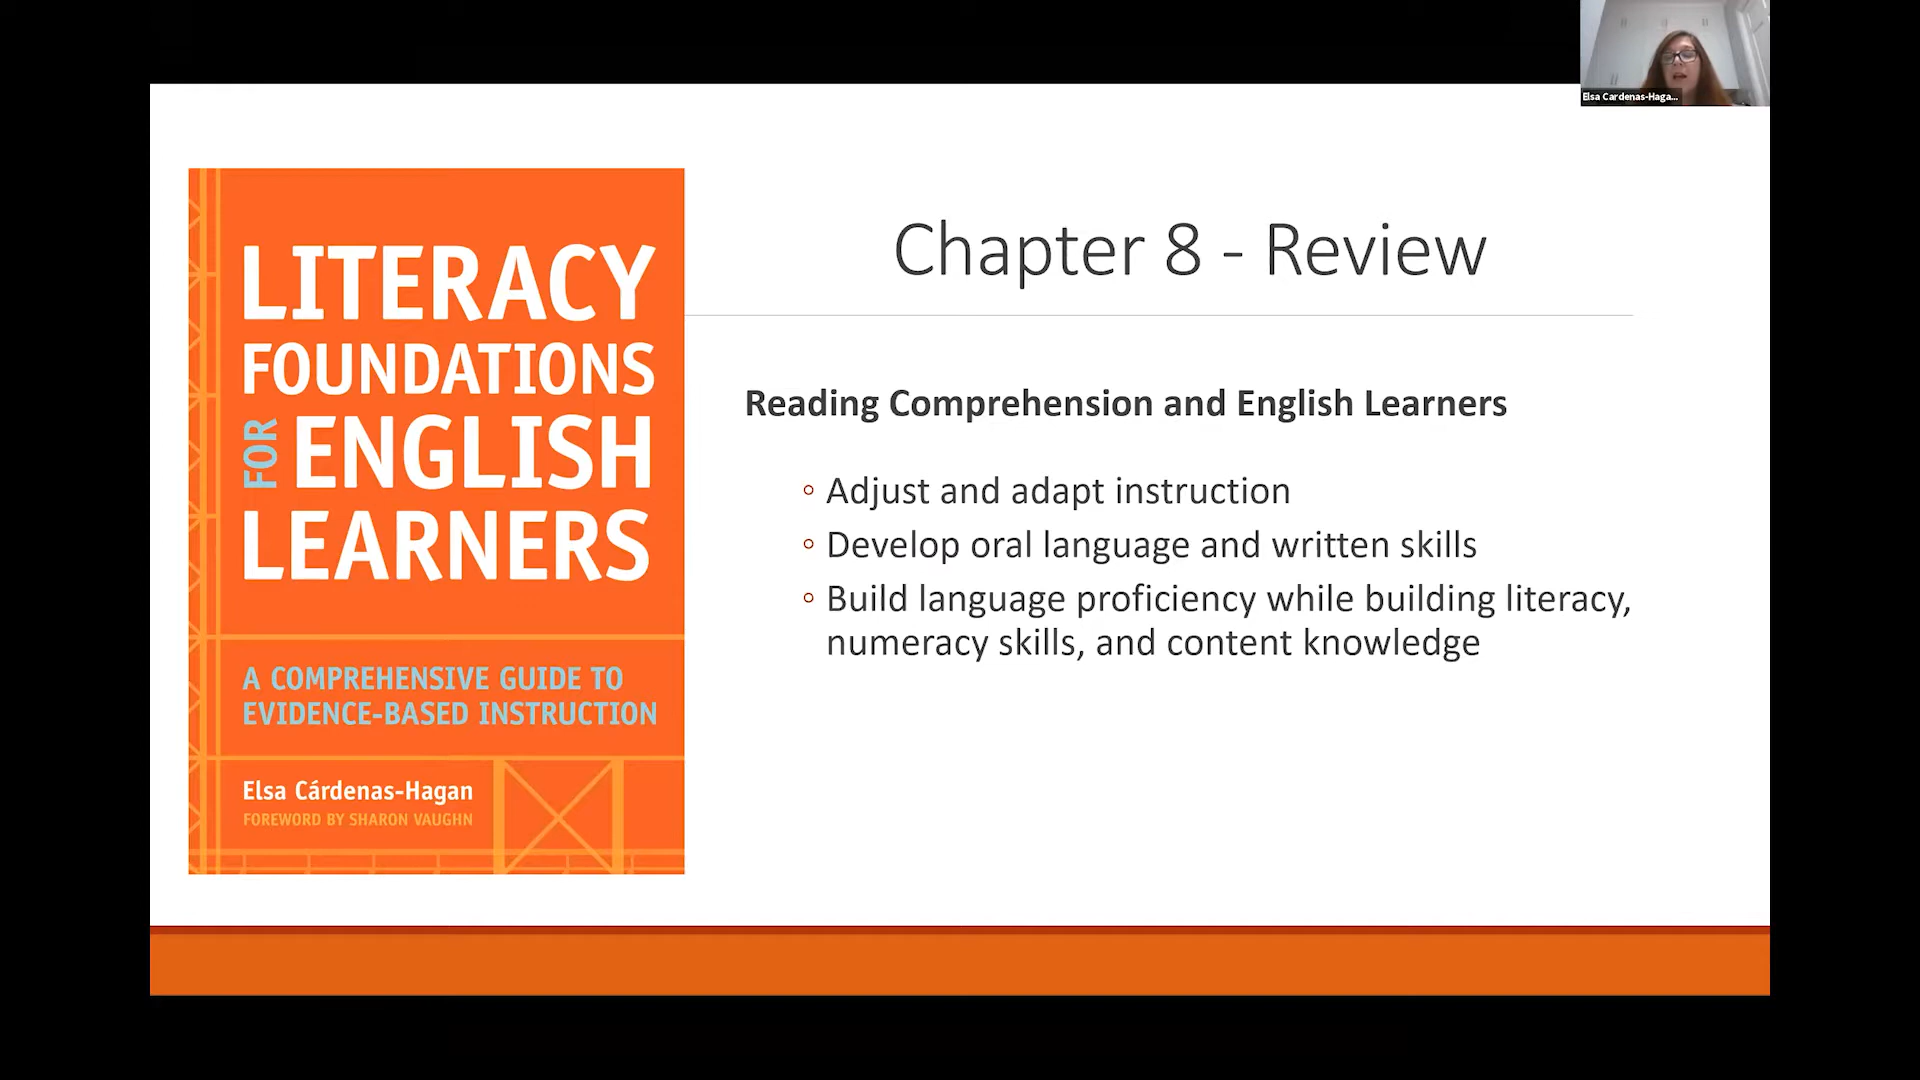 Elsa Cardenas-Haga...
LITERACY
FOUNDATIONS
FOR ENGLISH
LEARNERS
A COMPREHENSIVE GUIDE TO
EVIDENCE-BASED INSTRUCTION
Elsa Cárdenas-Hagan
FOREWORD BY SHARON VAUGHN
Chapter 8 - Review
Reading Comprehension and English Learners
◦ Adjust and adapt instruction
◦ Develop oral language and written skills
◦ Build language proficiency while building literacy,
numeracy skills, and content knowledge